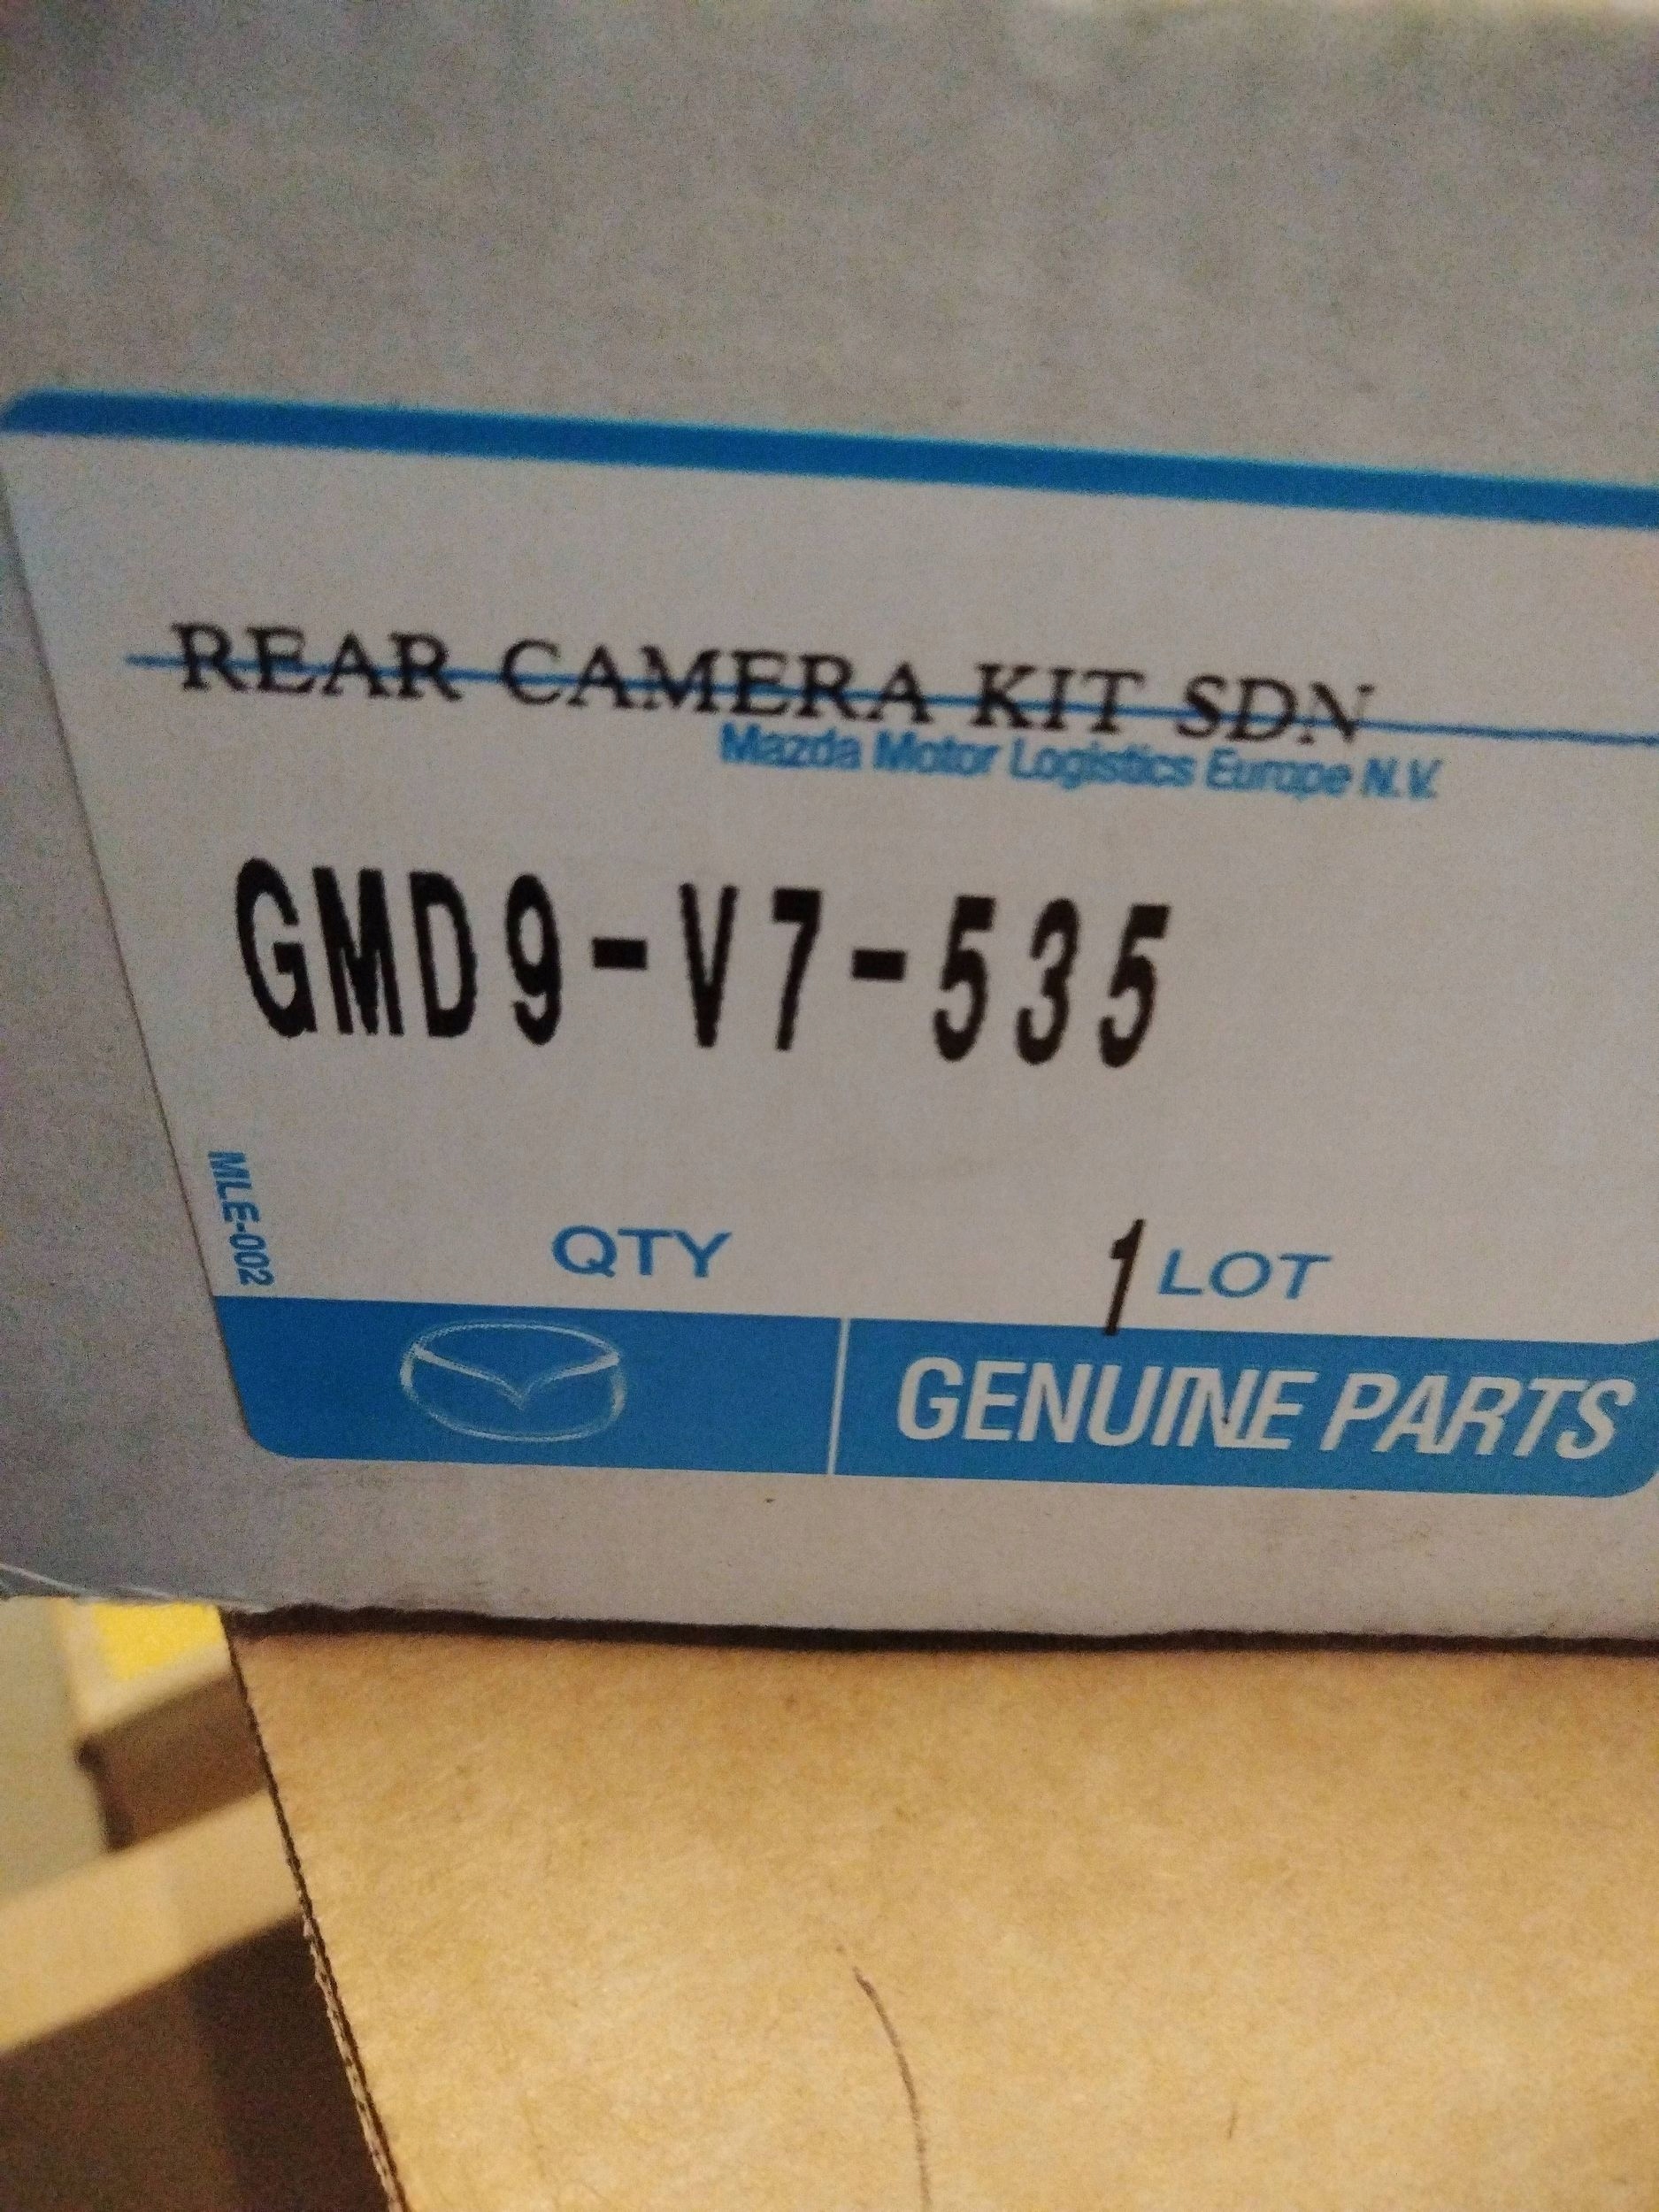 REAR CAMERA KIT SDN
Mazda Motor Logistics Europe N.V.
GMD9-V7-535
MLE-002
QTY 1 LOT
GENUINE PARTS